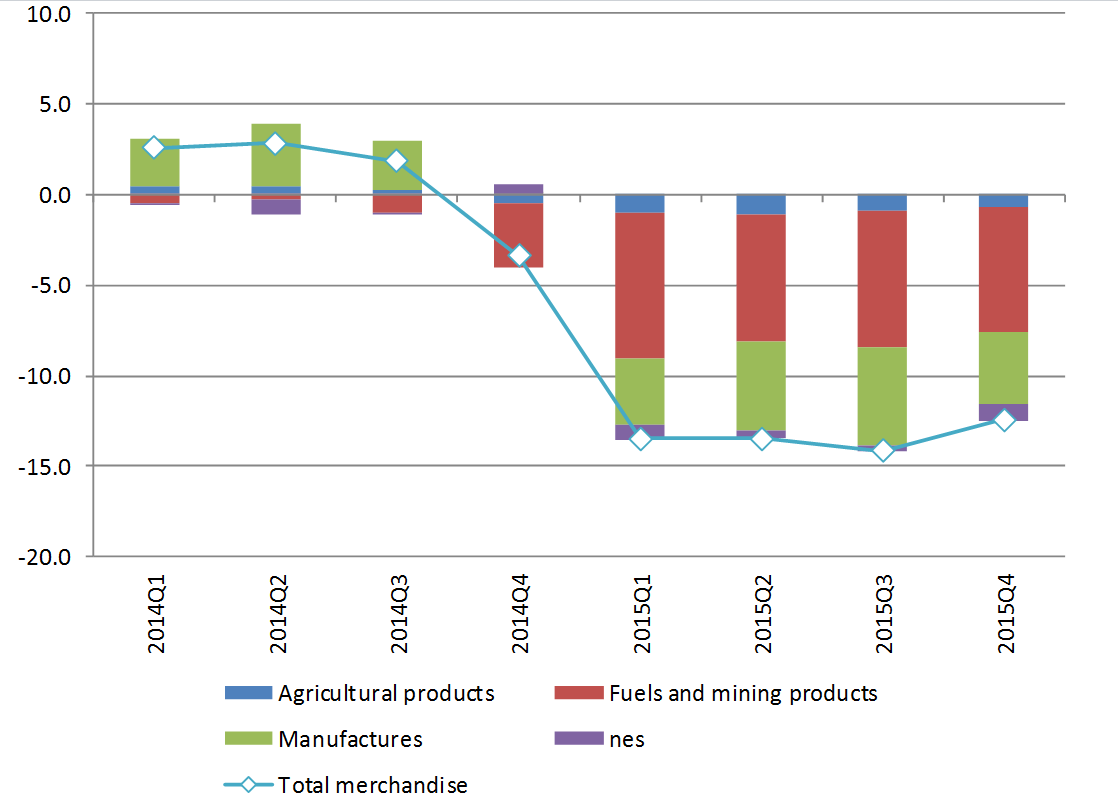 10.0
5.0
0.0
-5.0
-10.0
-15.0
-20.0
2014Q1
2014Q2
2014Q3
2014Q4
2015Q1
2015Q2
2015Q3
2015Q4
Agricultural products
Fuels and mining products
Manufactures
nes
Total merchandise